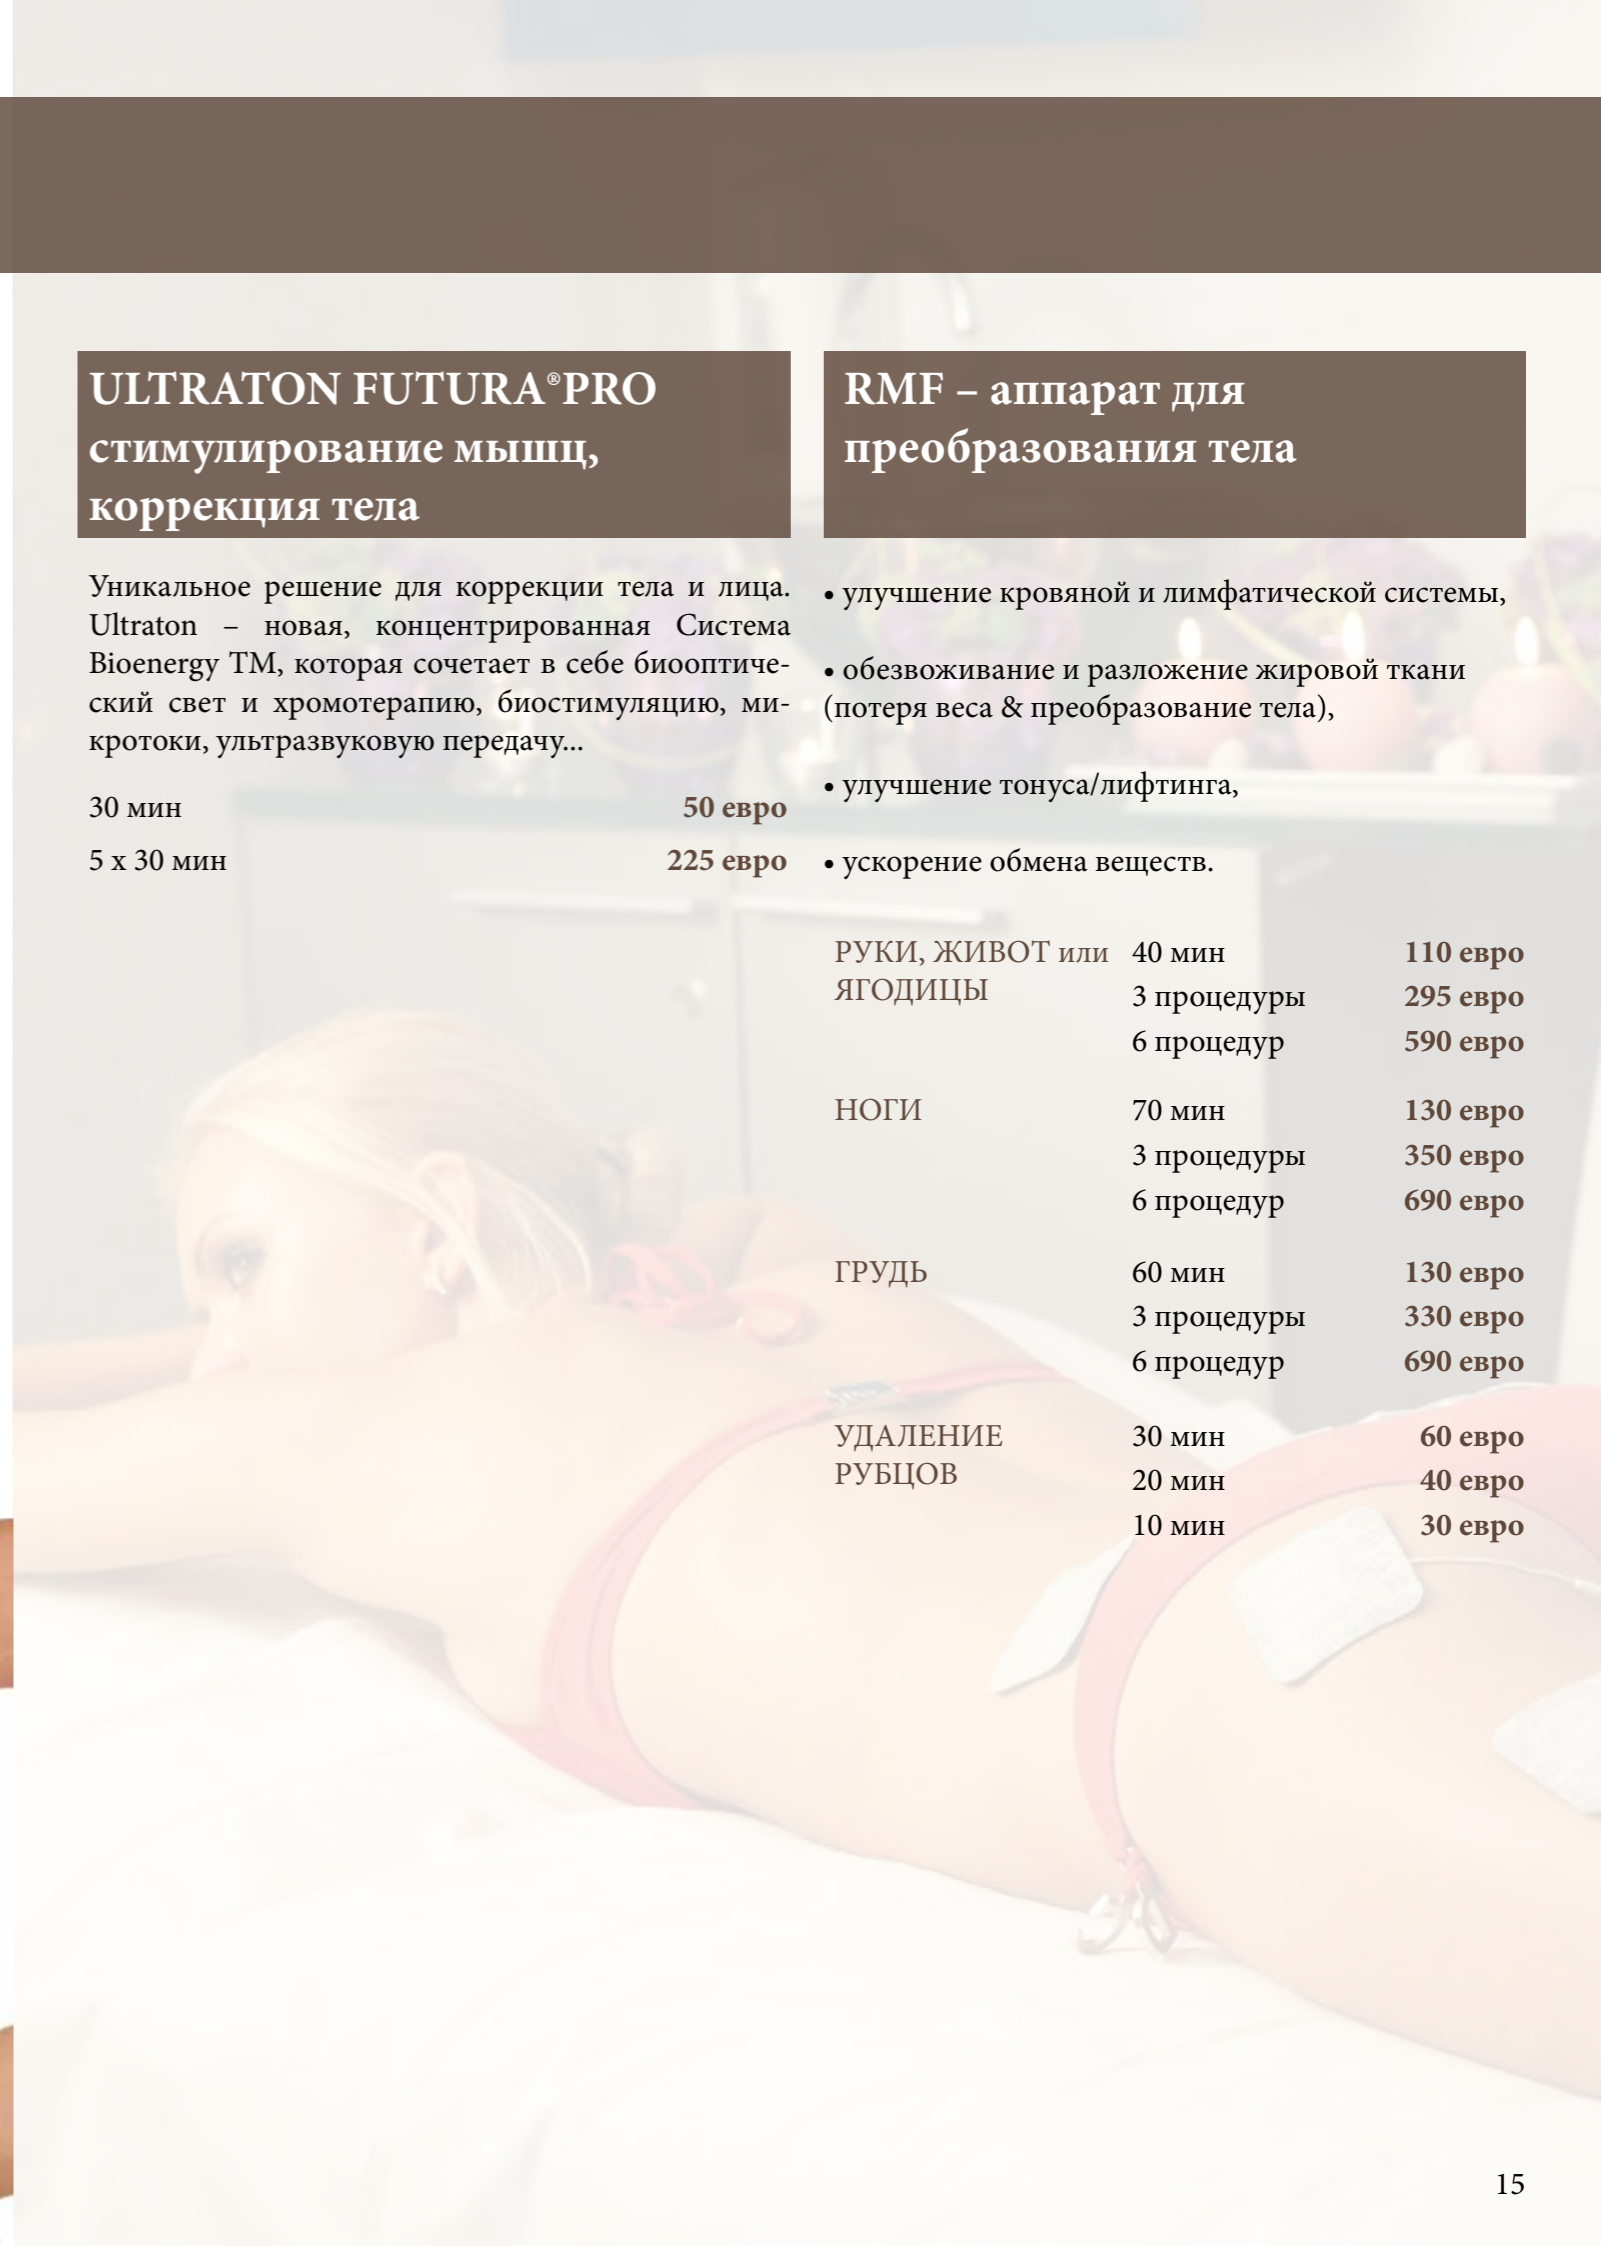 ULTRATON FUTURA®PRO
стимулирование мышц,
коррекция тела
Уникальное решение для коррекции тела и лица.
Ultraton – новая, концентрированная Система
Bioenergy TM, которая сочетает в себе биооптиче-
ский свет и хромотерапию, биостимуляцию, ми-
кротоки, ультразвуковую передачу...
30 мин 50 евро
5 x 30 мин 225 евро
RMF – аппарат для
преобразования тела
• улучшение кровяной и лимфатической системы,
• обезвоживание и разложение жировой ткани
(потеря веса & преобразование тела),
• улучшение тонуса/лифтинга,
• ускорение обмена веществ.
РУКИ, ЖИВОТ или 40 мин 110 евро
ЯГОДИЦЫ 3 процедуры 295 евро
6 процедур 590 евро
НОГИ 70 мин 130 евро
3 процедуры 350 евро
6 процедур 690 евро
ГРУДЬ 60 мин 130 евро
3 процедуры 330 евро
6 процедур 690 евро
УДАЛЕНИЕ 30 мин 60 евро
РУБЦОВ 20 мин 40 евро
10 мин 30 евро
15